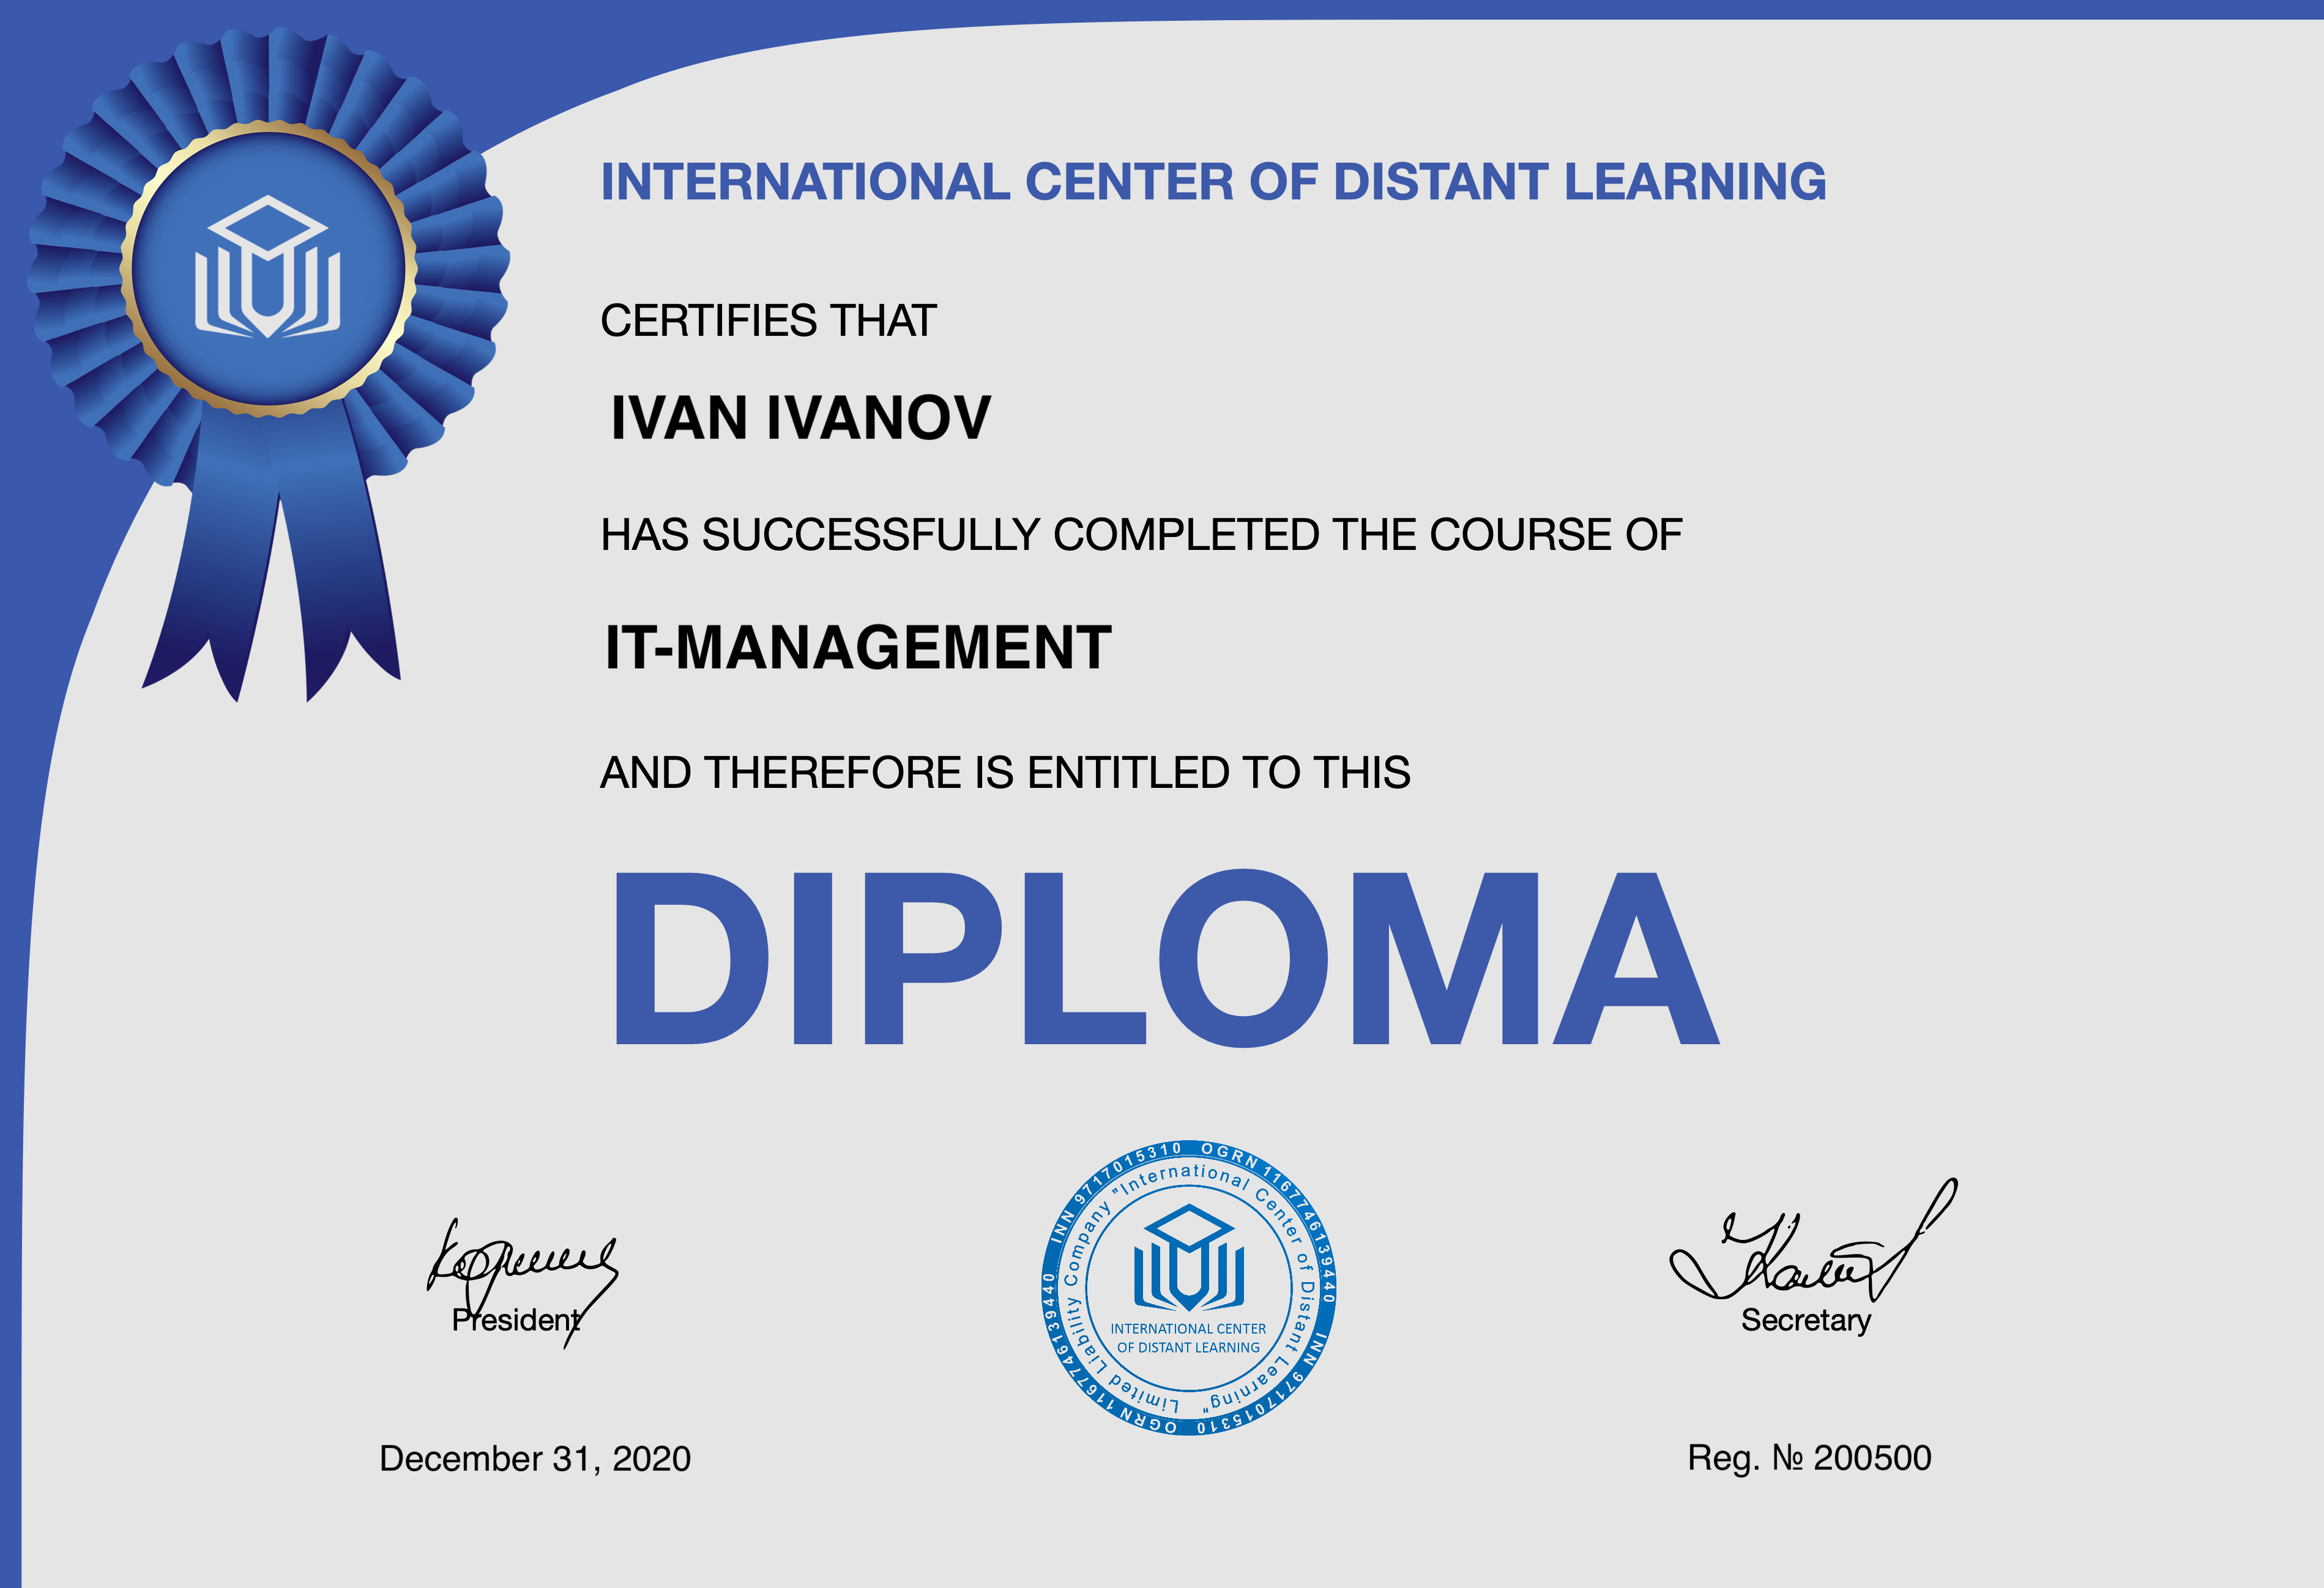 INTERNATIONAL CENTER OF DISTANT LEARNING
CERTIFIES THAT
IVAN IVANOV
HAS SUCCESSFULLY COMPLETED THE COURSE OF
IT-MANAGEMENT
AND THEREFORE IS ENTITLED TO THIS
DIPLOMA
President
INN 9717015310 OGRN 1167746139440 INN 9717015310 OGRN 1167746139440
Limited Liability Company "International Center of Distant Learning"
INTERNATIONAL CENTER
OF DISTANT LEARNING
Secretary
December 31, 2020
Reg. № 200500